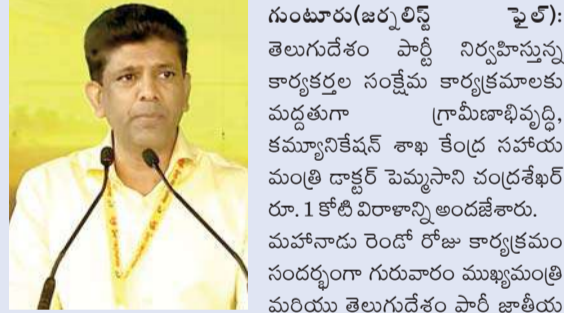 గుంటూరు(జర్నలిస్ట్ ఫైల్):
తెలుగుదేశం పార్టీ నిర్వహిస్తున్న
కార్యకర్తల సంక్షేమ కార్యక్రమాలకు
మద్దతుగా గ్రామీణాభివృద్ధి,
కమ్యూనికేషన్ శాఖ కేంద్ర సహాయ
మంత్రి డాక్టర్ పెమ్మసాని చంద్రశేఖర్
రూ. 1 కోటి విరాళాన్ని అందజేశారు.
మహానాడు రెండో రోజు కార్యక్రమం
సందర్భంగా గురువారం ముఖ్యమంత్రి
మరియు తెలుగుదేశం పార్టీ జాతీయ